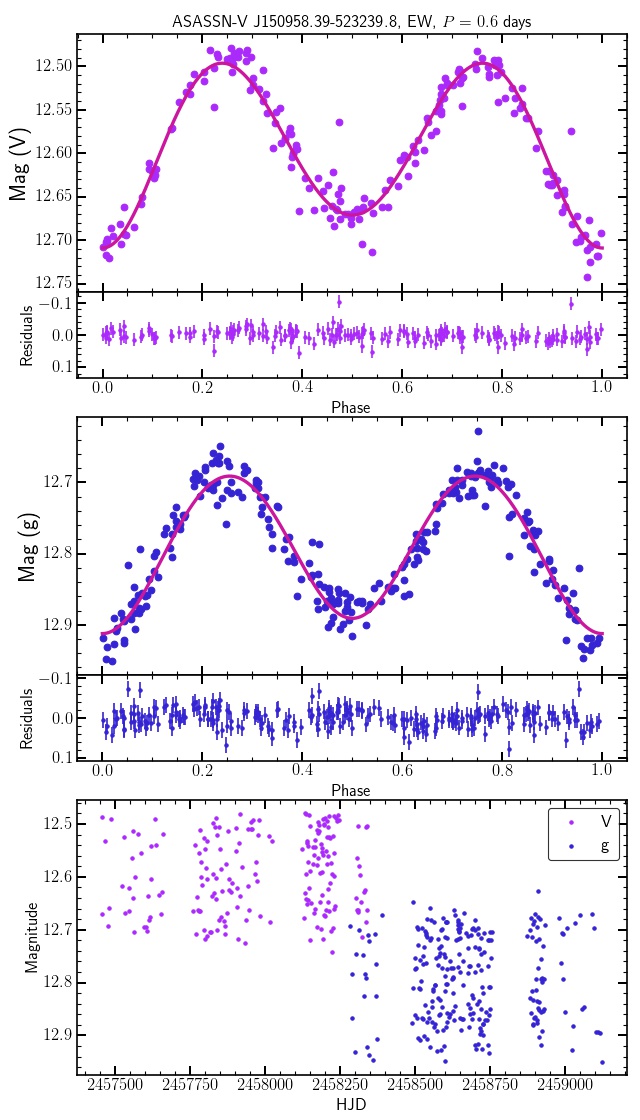 ASASSN-V J150958.39-523239.8, EW, P = 0.6 days
Mag (V)
12.50
12.55
12.60
12.65
12.70
12.75
Residuals
−0.1
0.0
0.1
0.0 0.2 0.4 0.6 0.8 1.0
Phase
Mag (g)
12.7
12.8
12.9
Residuals
−0.1
0.0
0.1
0.0 0.2 0.4 0.6 0.8 1.0
Phase
Magnitude
12.5
12.6
12.7
12.8
12.9
V
g
2457500 2457750 2458000 2458250 2458500 2458750 2459000
HJD